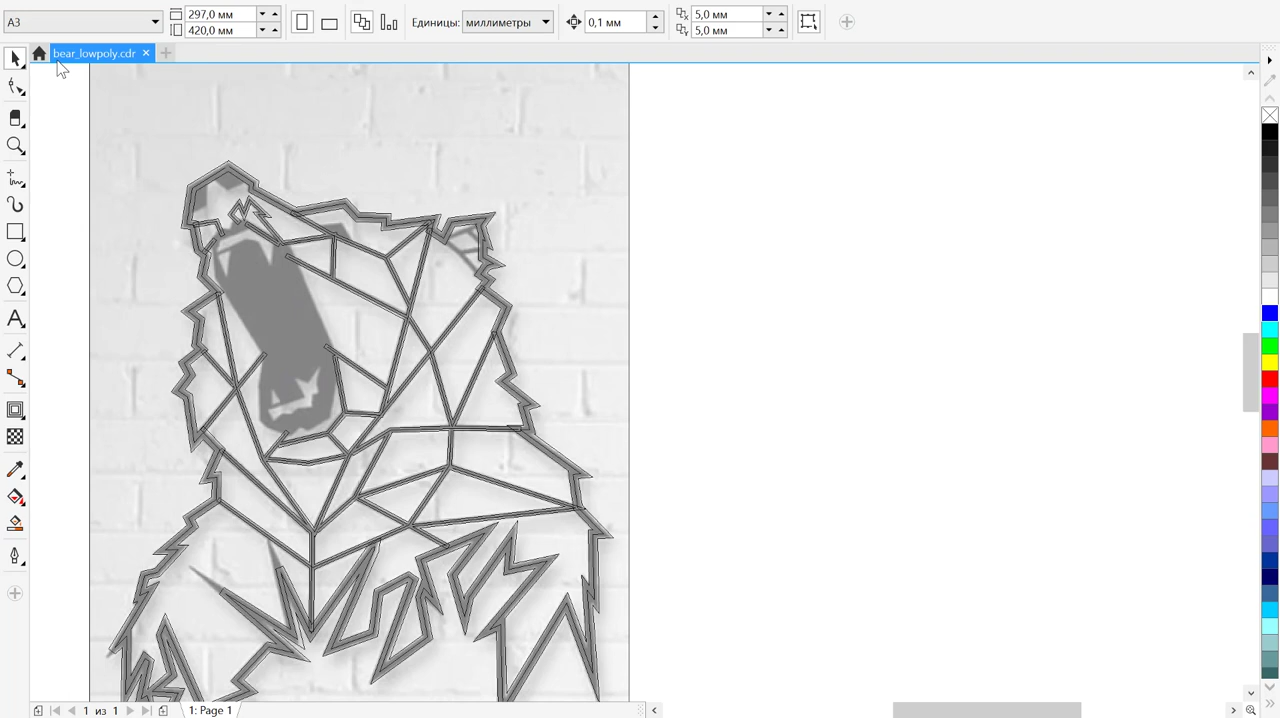 A3
297,0 мм
420,0 мм
Единицы: миллиметры
0,1 мм
5,0 мм
5,0 мм
bear_lowpoly.cdr
1 из 1
1: Page 1